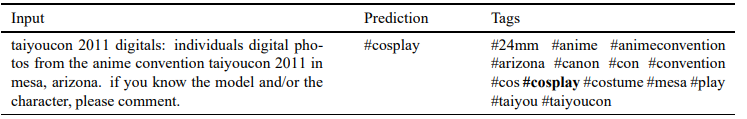 Input Prediction Tags
taiyoucon 2011 digitals: individuals digital pho-
tos from the anime convention taiyoucon 2011 in
mesa, arizona. if you know the model and/or the
character, please comment.
#cosplay
#24mm #anime #animeconvention
#arizona #canon #con #convention
#cos #cosplay #costume #mesa #play
#taiyou #taiyoucon